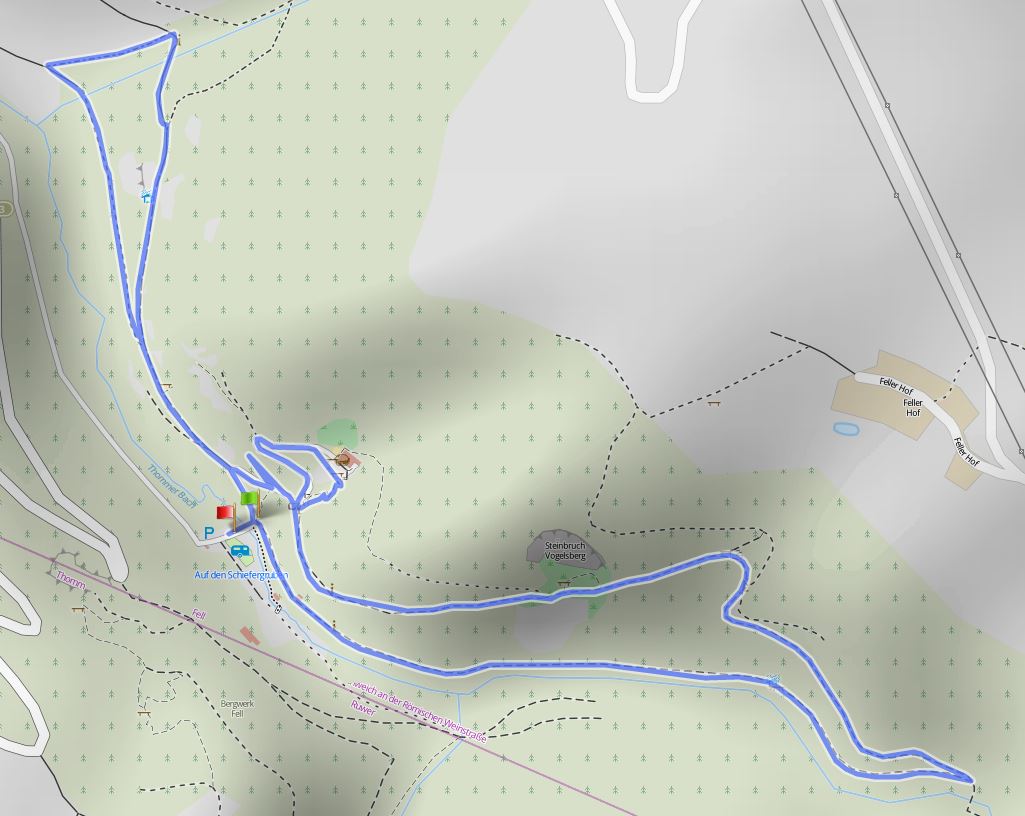 3
Feller Hof
Feller
Hof
Feller Hof
Thommer Bach
Steinbruch
Vogelsberg
P
Auf den Schiefergruben
Thomm
Fell
Bergwerk
Fell
weich an der Römischen Weinstraße
Ruwer